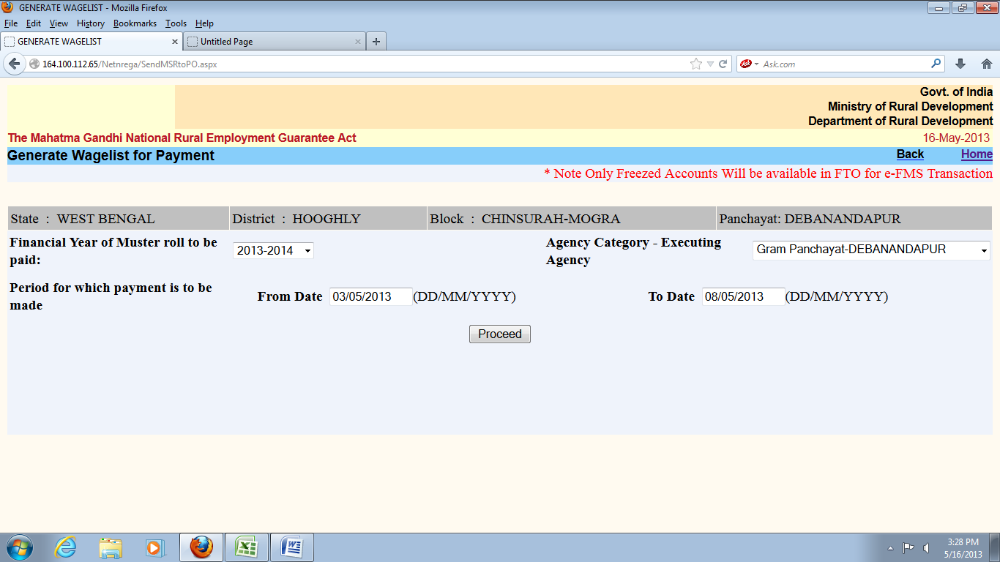 GENERATE WAGELIST - Mozilla Firefox
File Edit View History Bookmarks Tools Help
GENERATE WAGELIST × Untitled Page × +
164.100.112.65/Netnrega/SendMSRtoPO.aspx Ask Ask.com
Govt. of India
Ministry of Rural Development
Department of Rural Development
The Mahatma Gandhi National Rural Employment Guarantee Act 16-May-2013
Generate Wagelist for Payment Back Home
* Note Only Freezed Accounts Will be available in FTO for e-FMS Transaction
State : WEST BENGAL District : HOOGHLY Block : CHINSURAH-MOGRA Panchayat: DEBANANDAPUR
Financial Year of Muster roll to be
paid:
2013-2014
Agency Category - Executing
Agency
Gram Panchayat-DEBANANDAPUR
Period for which payment is to be
made
From Date 03/05/2013 (DD/MM/YYYY) To Date 08/05/2013 (DD/MM/YYYY)
Proceed
3:28 PM
5/16/2013